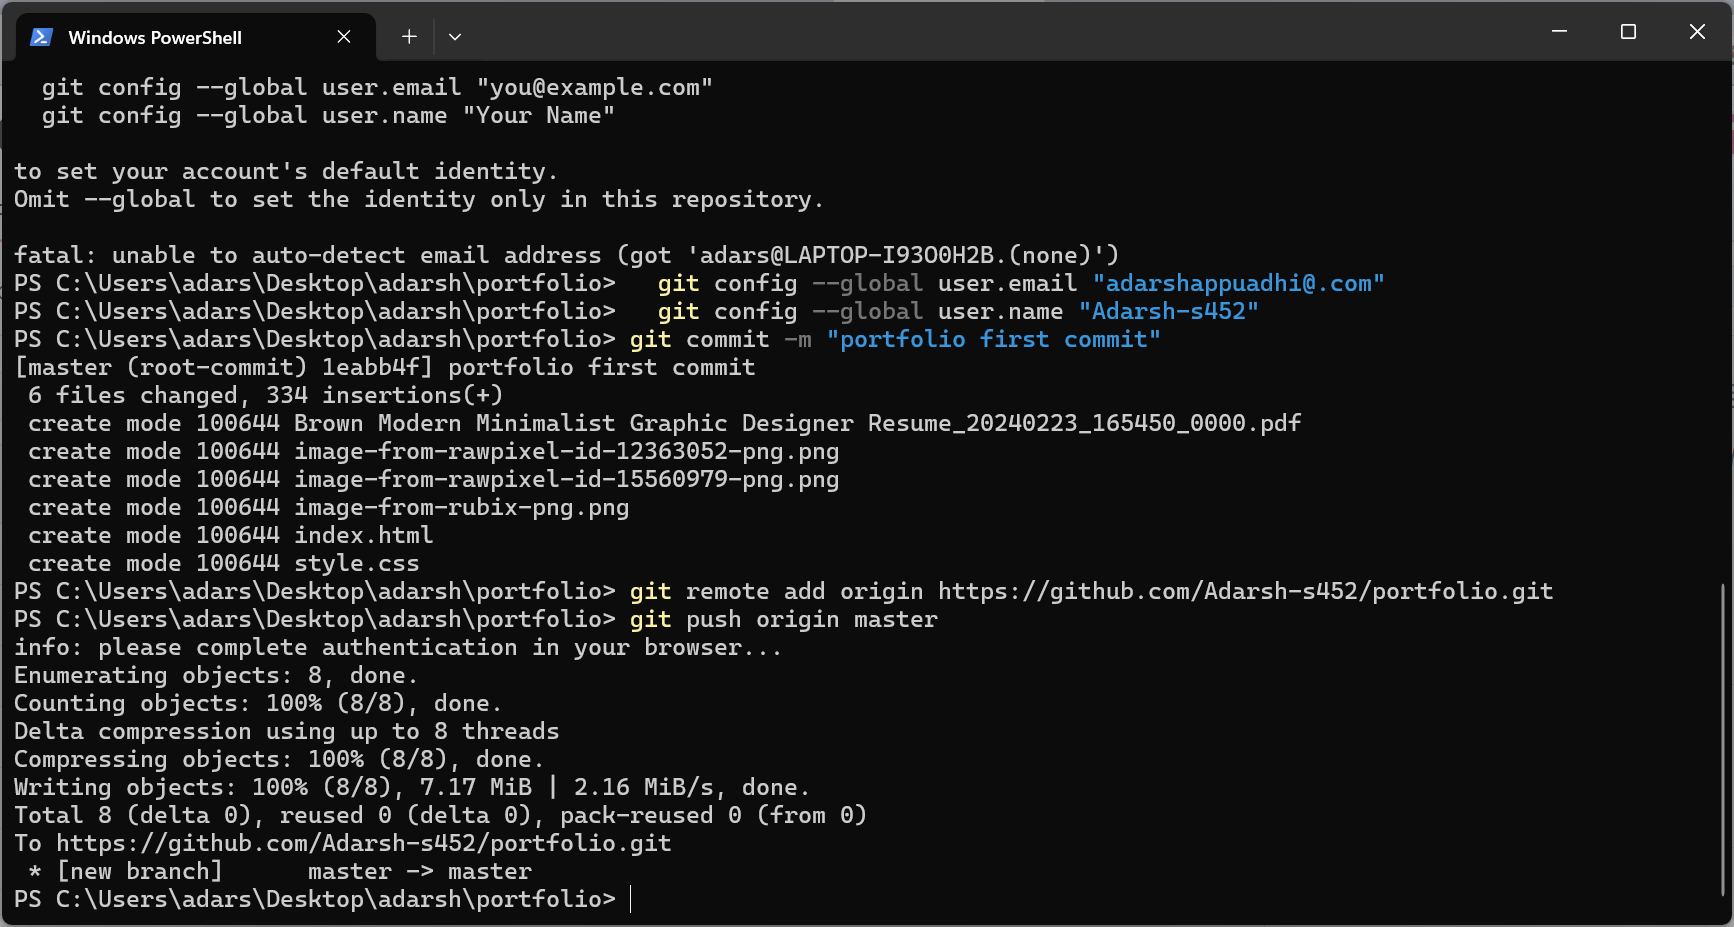 Windows PowerShell
git config --global user.email "you@example.com"
git config --global user.name "Your Name"
to set your account's default identity.
Omit --global to set the identity only in this repository.
fatal: unable to auto-detect email address (got 'adars@LAPTOP-I93O0H2B.(none)')
PS C:\Users\adars\Desktop\adarsh\portfolio>   git config --global user.email "adarshappuadhi@.com"
PS C:\Users\adars\Desktop\adarsh\portfolio>   git config --global user.name "Adarsh-s452"
PS C:\Users\adars\Desktop\adarsh\portfolio> git commit -m "portfolio first commit"
[master (root-commit) 1eabb4f] portfolio first commit
6 files changed, 334 insertions(+)
create mode 100644 Brown Modern Minimalist Graphic Designer Resume_20240223_165450_0000.pdf
create mode 100644 image-from-rawpixel-id-12363052-png.png
create mode 100644 image-from-rawpixel-id-15560979-png.png
create mode 100644 image-from-rubix-png.png
create mode 100644 index.html
create mode 100644 style.css
PS C:\Users\adars\Desktop\adarsh\portfolio> git remote add origin https://github.com/Adarsh-s452/portfolio.git
PS C:\Users\adars\Desktop\adarsh\portfolio> git push origin master
info: please complete authentication in your browser...
Enumerating objects: 8, done.
Counting objects: 100% (8/8), done.
Delta compression using up to 8 threads
Compressing objects: 100% (8/8), done.
Writing objects: 100% (8/8), 7.17 MiB | 2.16 MiB/s, done.
Total 8 (delta 0), reused 0 (delta 0), pack-reused 0 (from 0)
To https://github.com/Adarsh-s452/portfolio.git
* [new branch]      master -> master
PS C:\Users\adars\Desktop\adarsh\portfolio>